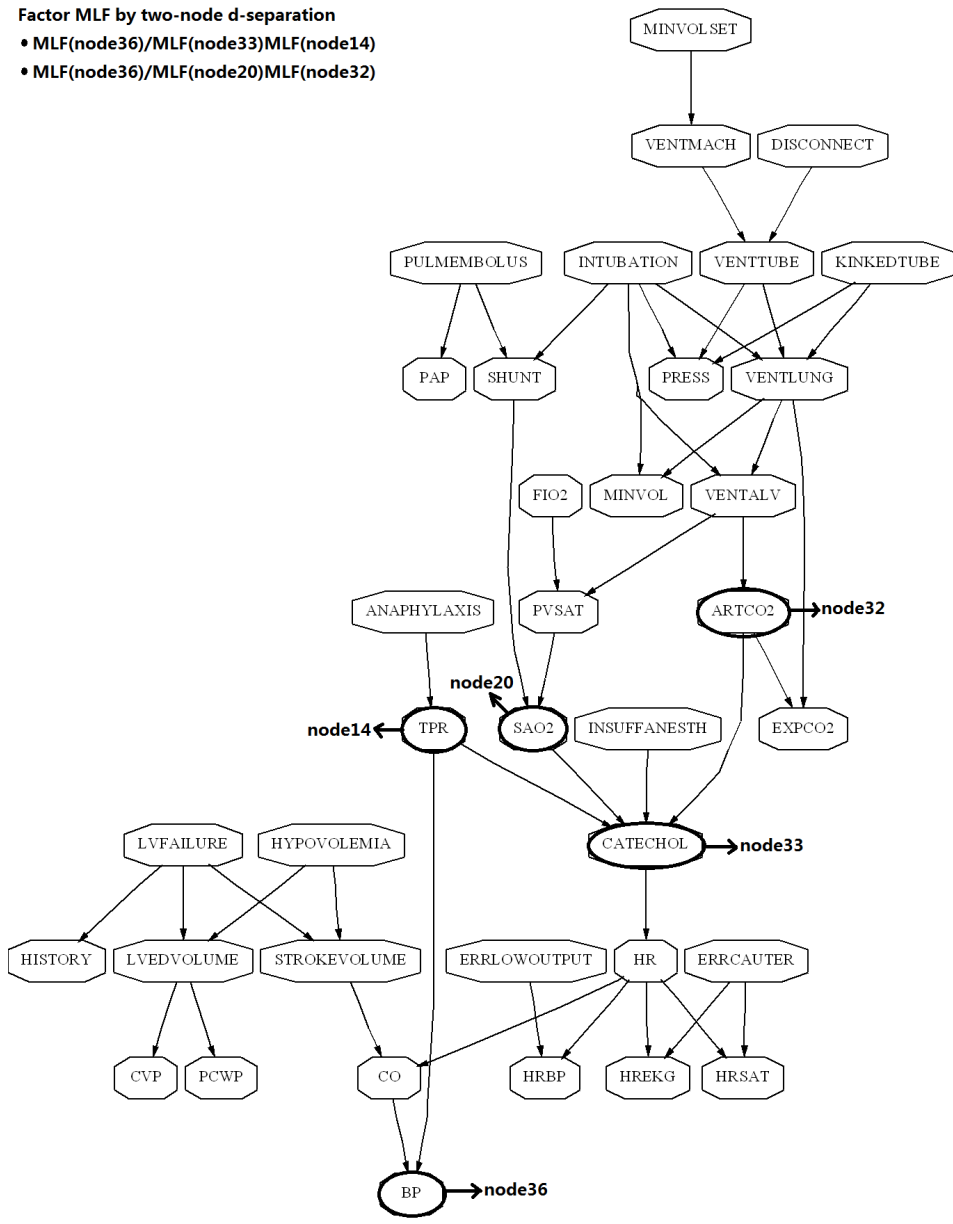 Factor MLF by two-node d-separation
• MLF(node36)/MLF(node33)MLF(node14)
• MLF(node36)/MLF(node20)MLF(node32)
MINVOLSET
VENTMACH
DISCONNECT
PULMEMBOLUS
INTUBATION
VENTTUBE
KINKEDTUBE
PAP
SHUNT
PRESS
VENTLUNG
FIO2
MINVOL
VENTALV
ANAPHYLAXIS
PVSAT
ARTCO2
node32
node20
node14
TPR
SAO2
INSUFFANESTH
EXPCO2
LVFAILURE
HYPOVOLEMIA
CATECHOL
node33
HISTORY
LVEDVOLUME
STROKEVOLUME
ERRLOWOUTPUT
HR
ERRCAUTER
CVP
PCWP
CO
HRBP
HREKG
HRSAT
BP
node36